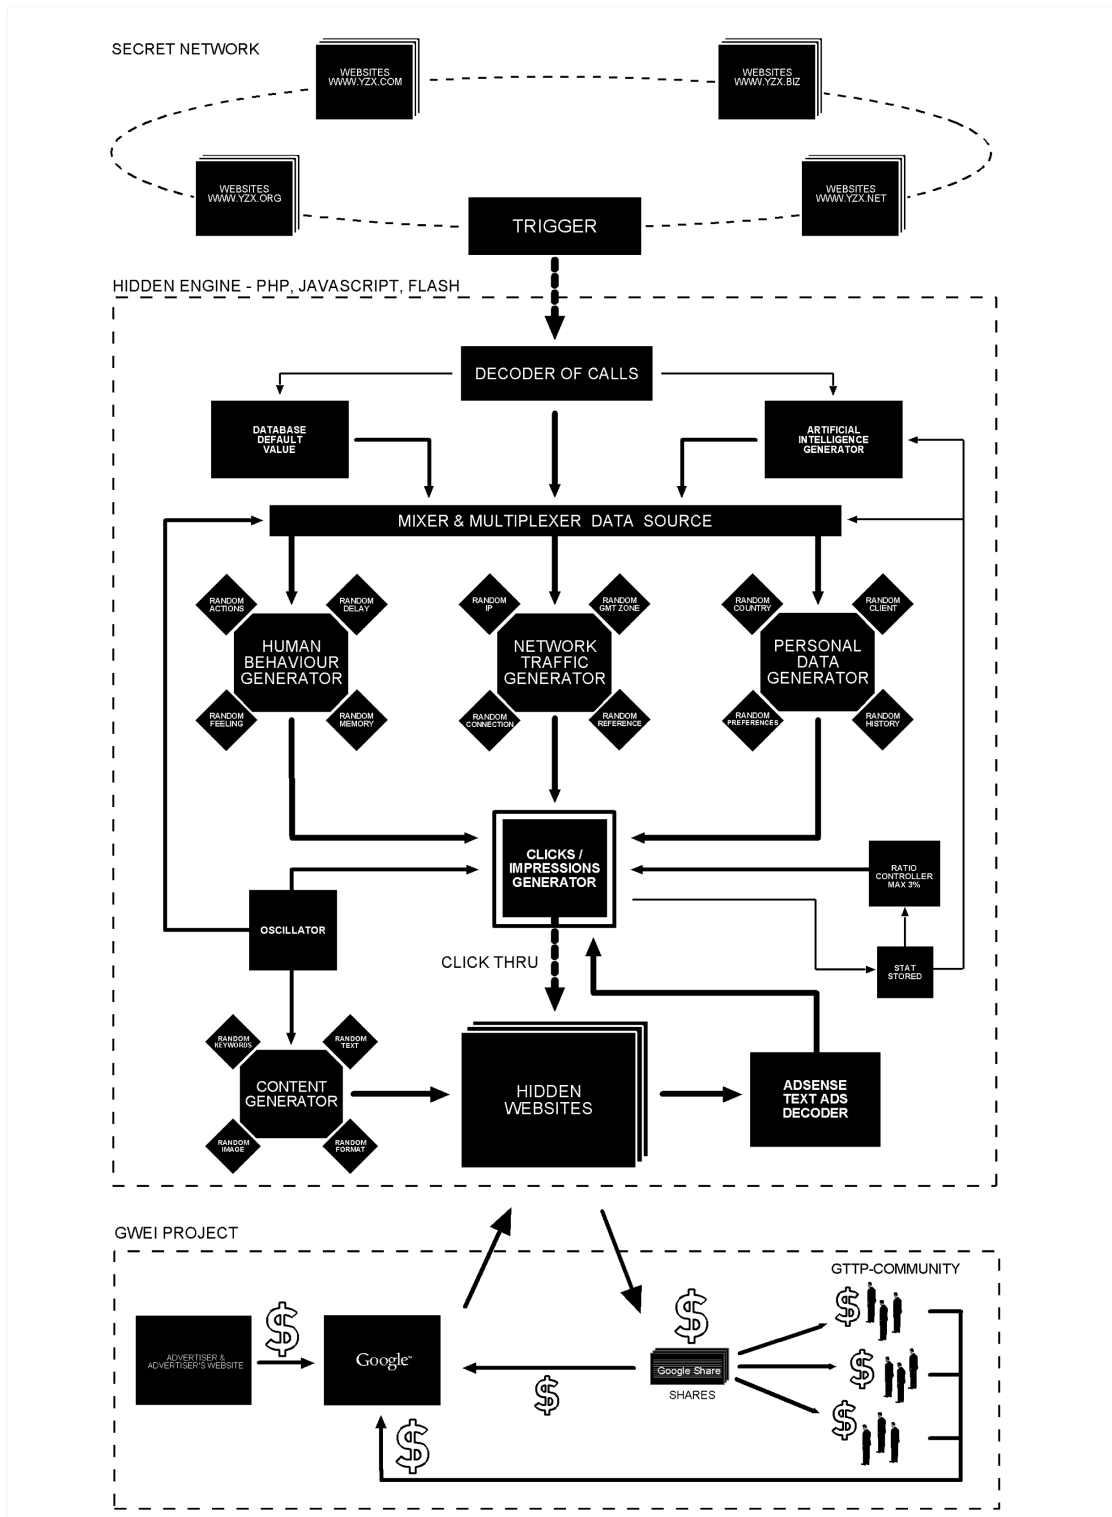 SECRET NETWORK
WEBSITES
WWW.YZX.COM
WEBSITES
WWW.YZX.BIZ
WEBSITES
WWW.YZX.ORG
WEBSITES
WWW.YZX.NET
TRIGGER
HIDDEN ENGINE - PHP, JAVASCRIPT, FLASH
DECODER OF CALLS
DATABASE
DEFAULT
VALUE
ARTIFICIAL
INTELLIGENCE
GENERATOR
MIXER & MULTIPLEXER DATA SOURCE
RANDOM
ACTIONS
RANDOM
DELAY
HUMAN
BEHAVIOUR
GENERATOR
RANDOM
FEELING
RANDOM
MEMORY
RANDOM
IP
RANDOM
GMT ZONE
NETWORK
TRAFFIC
GENERATOR
RANDOM
CONNECTION
RANDOM
REFERENCE
RANDOM
COUNTRY
RANDOM
CLIENT
PERSONAL
DATA
GENERATOR
RANDOM
PREFERENCES
RANDOM
HISTORY
CLICKS /
IMPRESSIONS
GENERATOR
RATIO
CONTROLLER
MAX 3%
OSCILLATOR
CLICK THRU
STAT
STORED
RANDOM
KEYWORDS
RANDOM
TEXT
CONTENT
GENERATOR
RANDOM
IMAGE
RANDOM
FORMAT
HIDDEN
WEBSITES
ADSENSE
TEXT ADS
DECODER
GWEI PROJECT
GTTP-COMMUNITY
$
$
$
ADVERTISER &
ADVERTISER'S WEBSITE
Google™
Google Share
SHARES
$
$
$
$